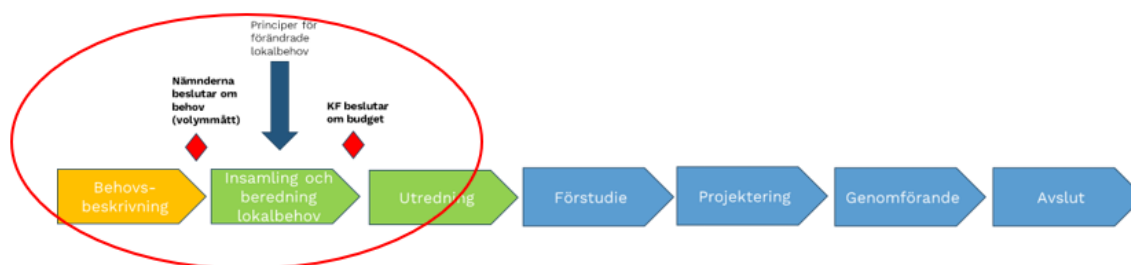 Principer för
förändrade
lokalbehov
Nämnderna
beslutar om
behov
(volymmått)
KF beslutar
om budget
Behovs-
beskrivning
Insamling och
beredning
lokalbehov
Utredning
Förstudie
Projektering
Genomförande
Avslut